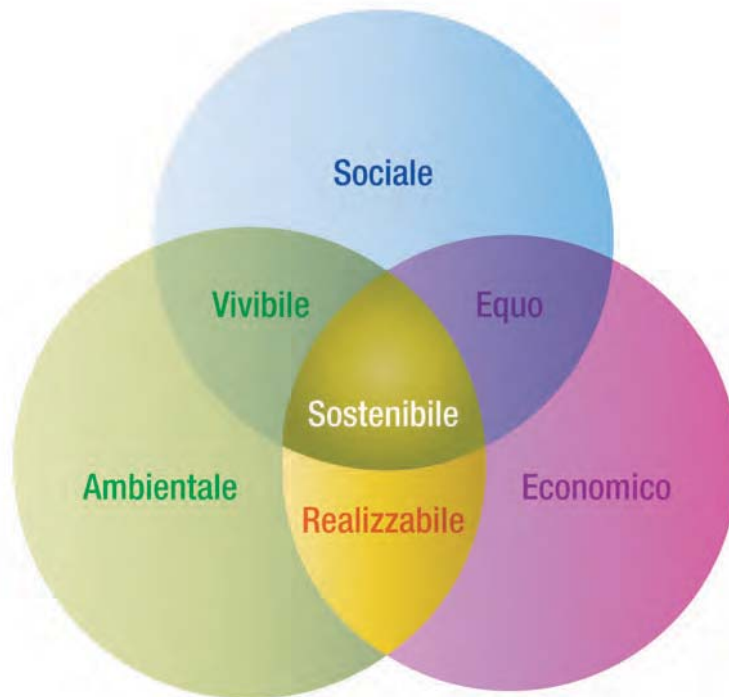 Sociale
Vivibile
Equo
Sostenibile
Ambientale
Economico
Realizzabile